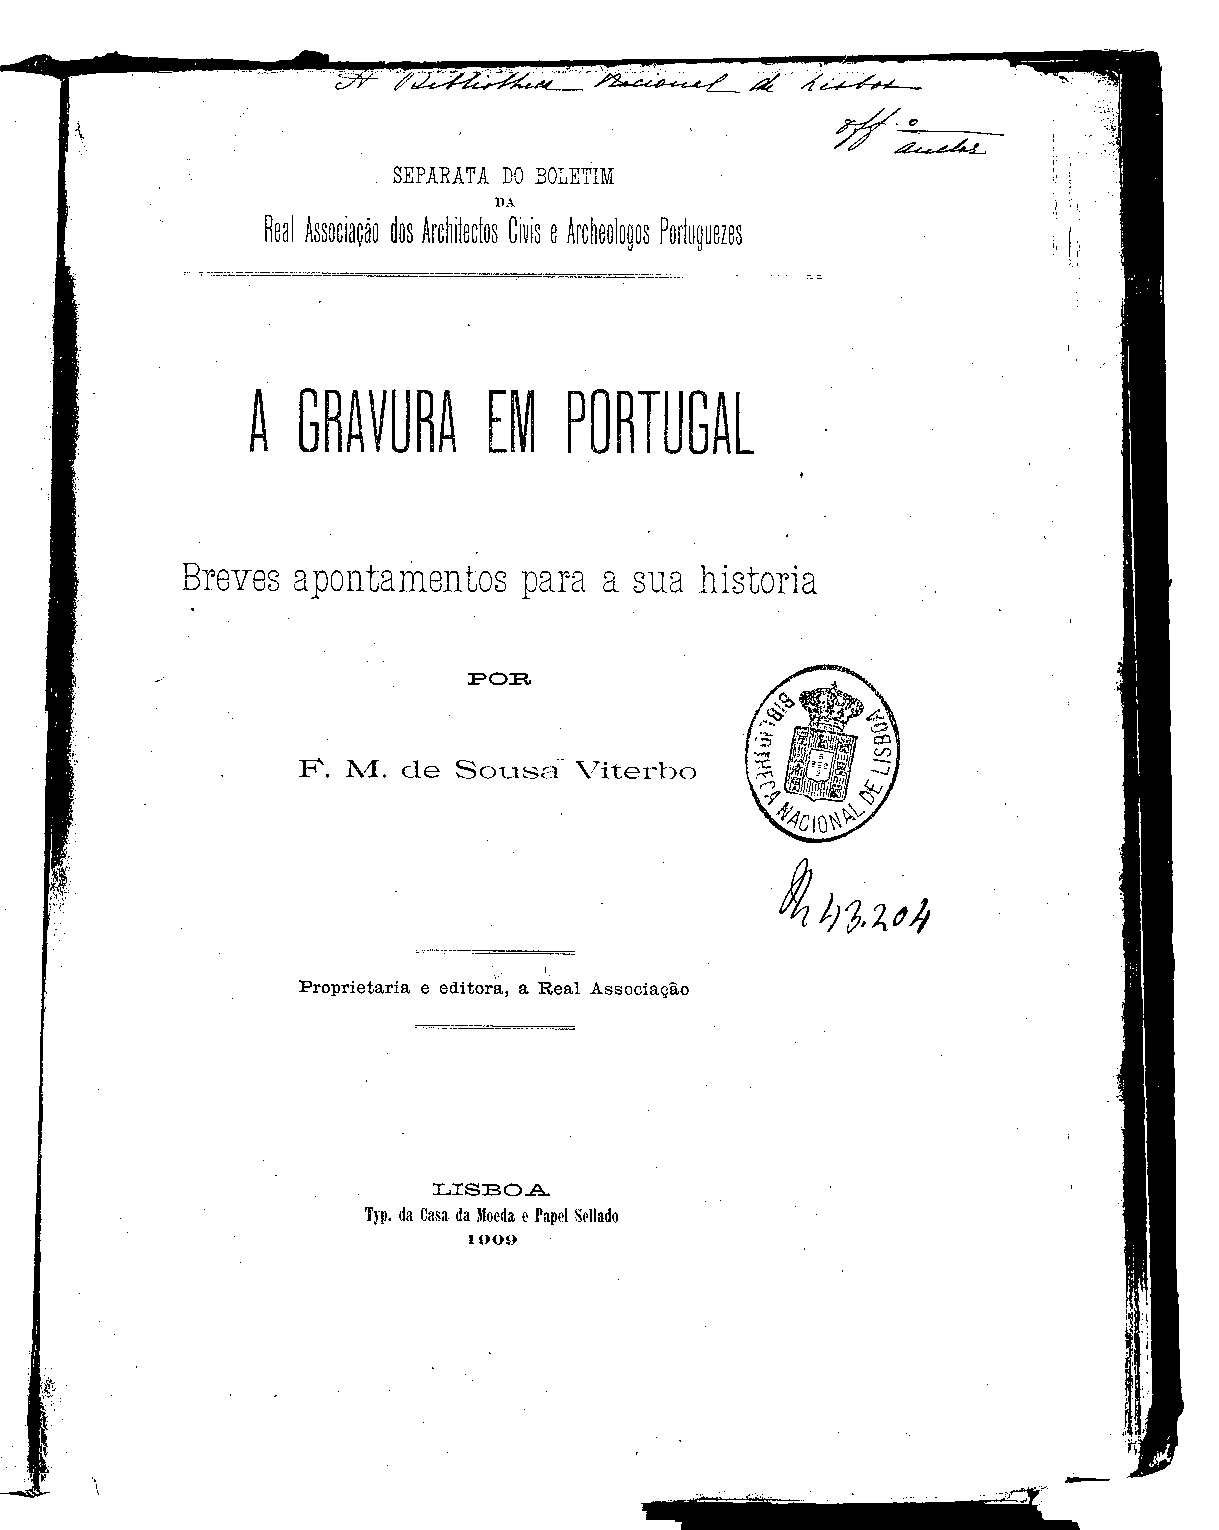 A Bibliotheca Nacional de Lisboa
off.º
auctor
SEPARATA DO BOLETIM
DA
Real Associação dos Architectos Civis e Archeologos Portuguezes
A GRAVURA EM PORTUGAL
Breves apontamentos para a sua historia
POR
F. M. de Sousa Viterbo
BIBLIOTHECA NACIONAL DE LISBOA
43.204
Proprietaria e editora, a Real Associação
LISBOA
Typ. da Casa da Moeda e Papel Sellado
1909